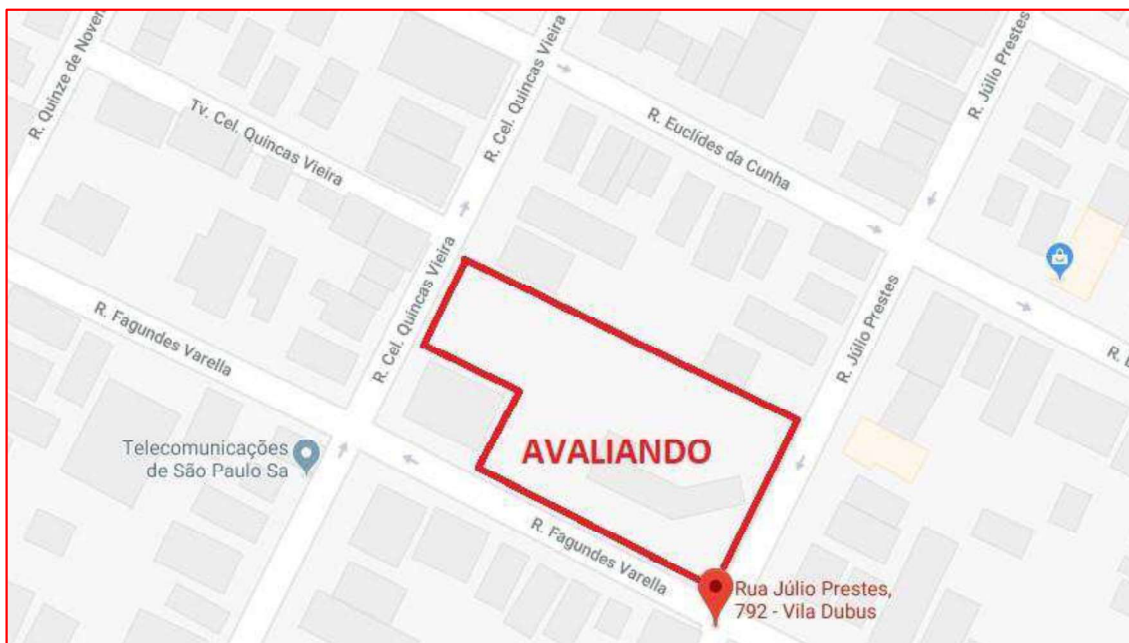 R. Quinze de Novem
Tv. Cel. Quincas Vieira
R. Cel. Quincas Vieira
R. Euclídes da Cunha
R. Júlio Prestes
R. Cel. Quincas Vieira
R. Júlio Prestes
R. Fagundes Varella
R. E
Telecomunicações
de São Paulo Sa
AVALIANDO
R. Fagundes Varella
Rua Júlio Prestes,
792 - Vila Dubus